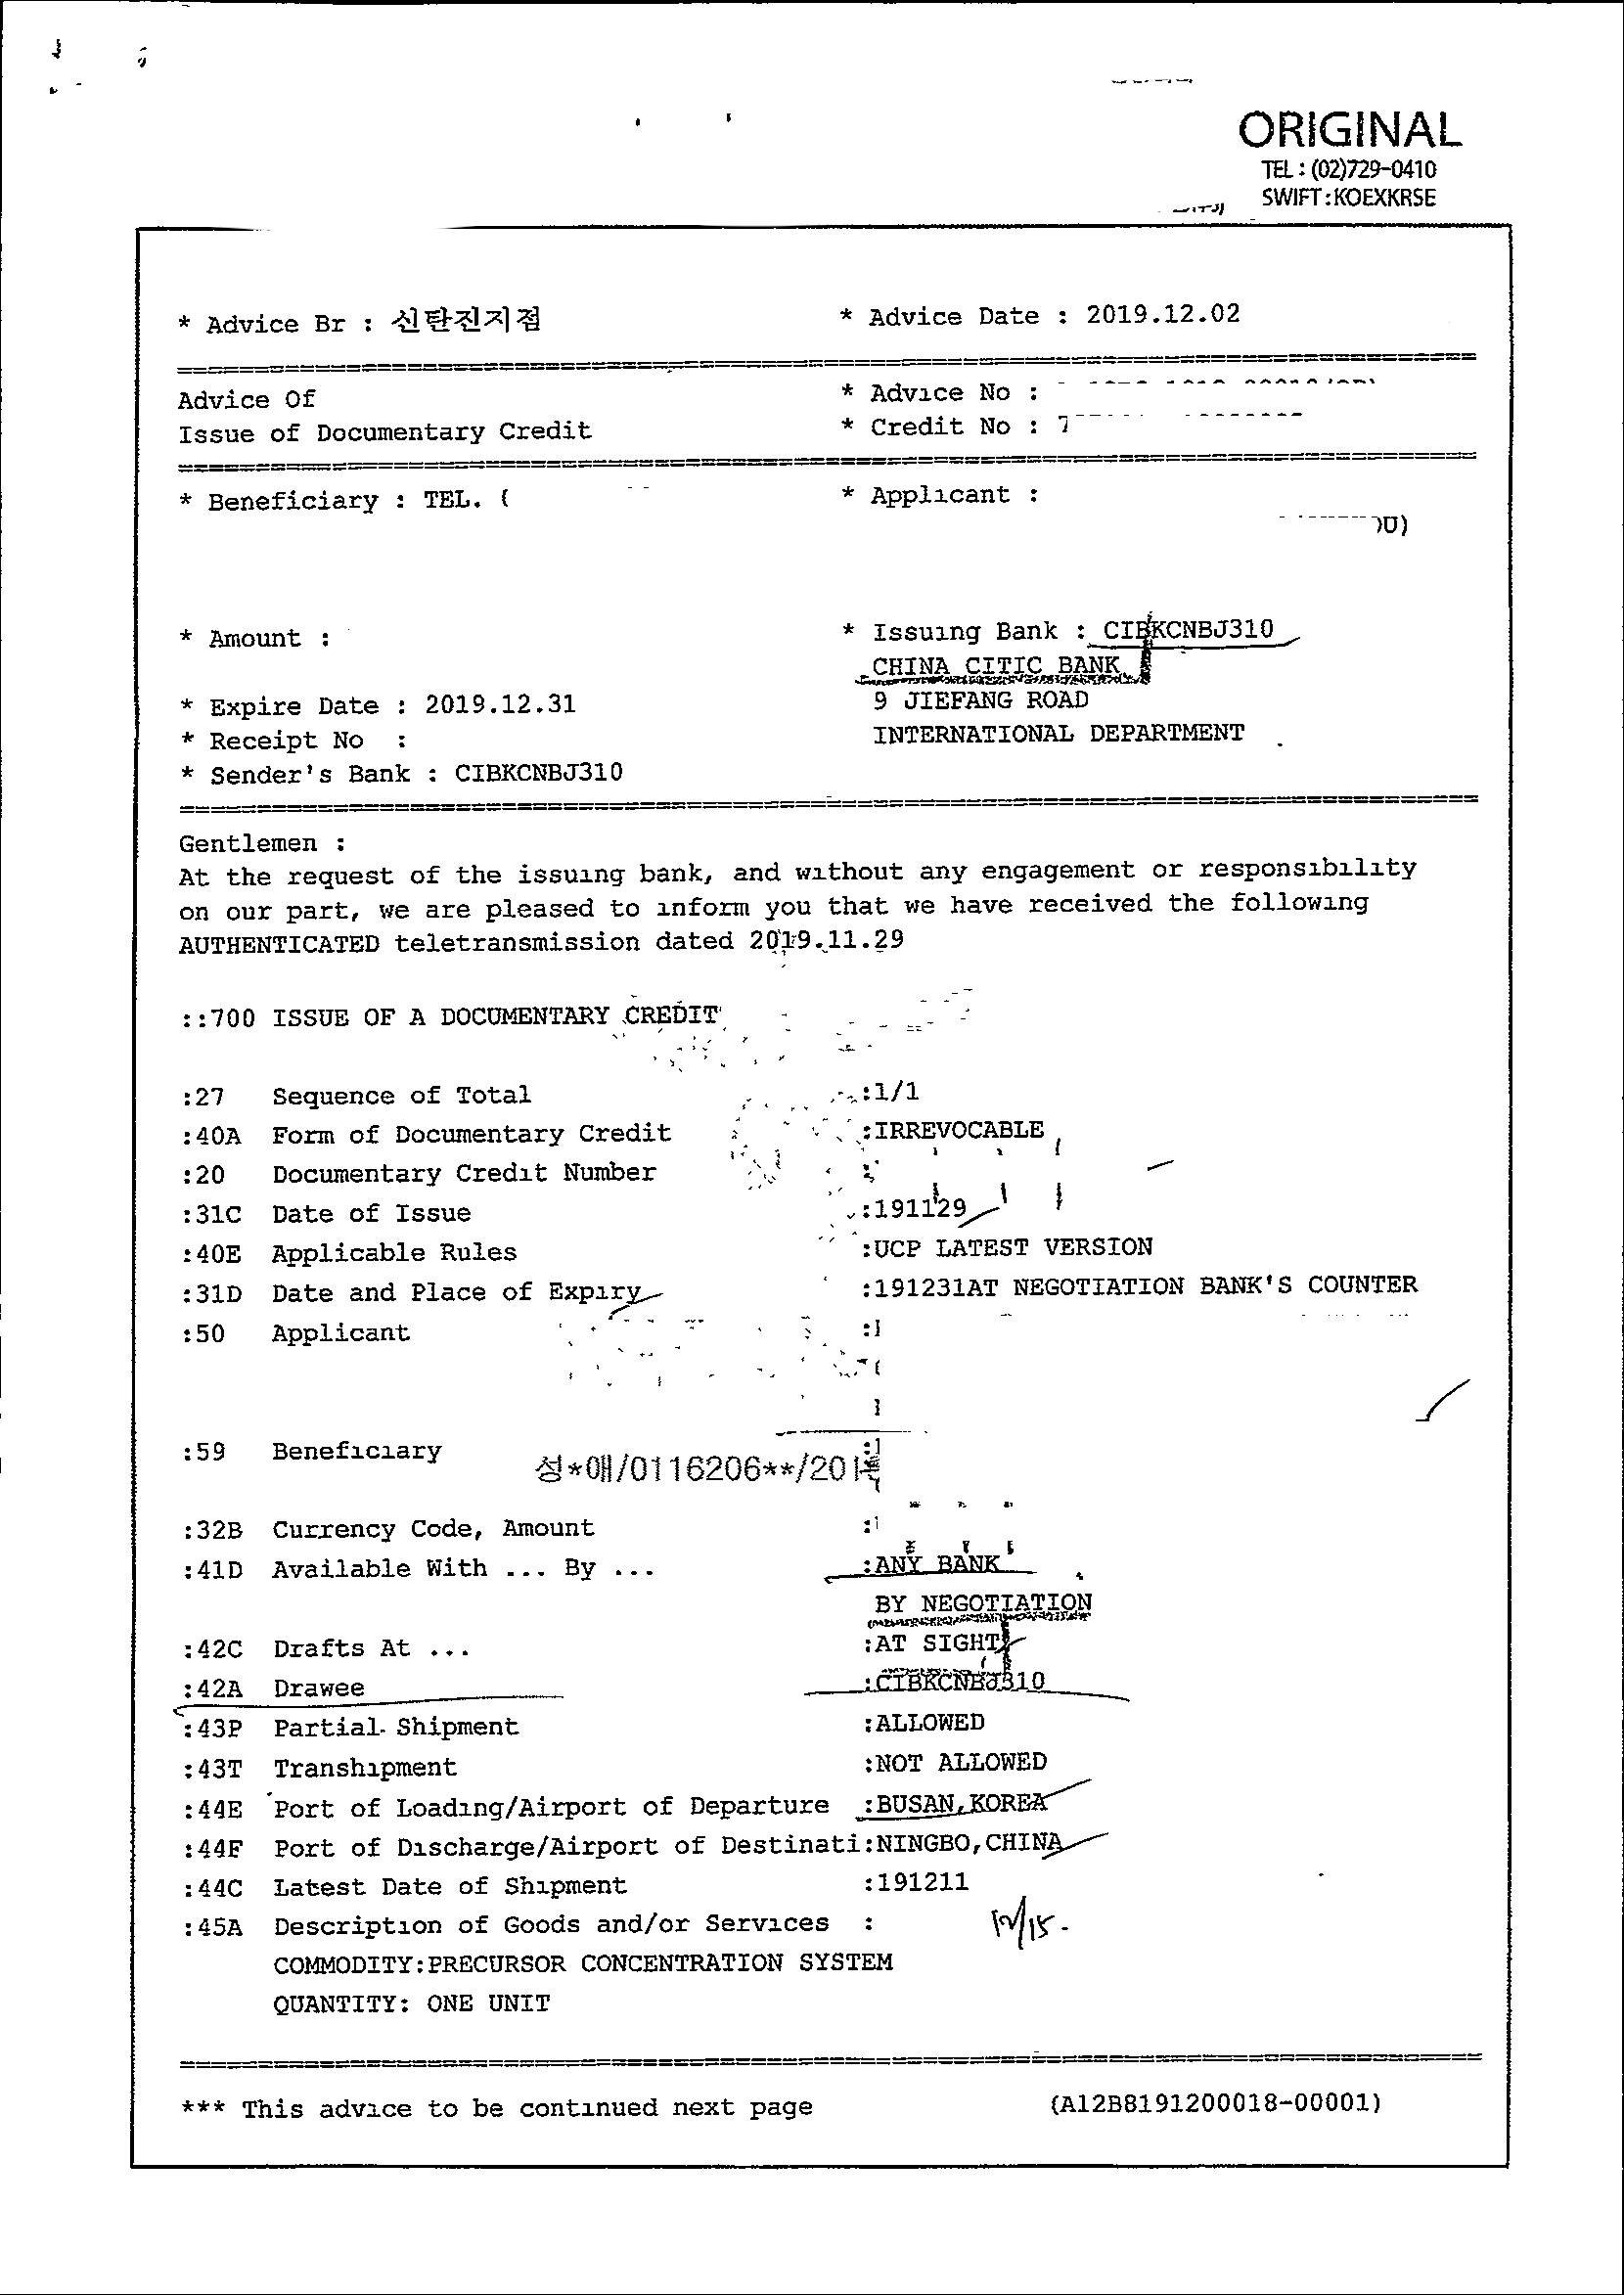 ORIGINAL
TEL : (02)729-0410
SWIFT : KOEXKRSE
* Advice Br : 신탄진지점 * Advice Date : 2019.12.02
Advice Of * Advice No :
Issue of Documentary Credit * Credit No : 7
* Beneficiary : TEL. ( * Applicant :
OU)
* Amount : * Issuing Bank : CIBKCNBJ310
CHINA CITIC BANK
* Expire Date : 2019.12.31 9 JIEFANG ROAD
* Receipt No : INTERNATIONAL DEPARTMENT
* Sender's Bank : CIBKCNBJ310
Gentlemen :
At the request of the issuing bank, and without any engagement or responsibility
on our part, we are pleased to inform you that we have received the following
AUTHENTICATED teletransmission dated 2019.11.29
::700 ISSUE OF A DOCUMENTARY CREDIT
:27 Sequence of Total :1/1
:40A Form of Documentary Credit :IRREVOCABLE
:20 Documentary Credit Number :
:31C Date of Issue :191129
:40E Applicable Rules :UCP LATEST VERSION
:31D Date and Place of Expiry :191231AT NEGOTIATION BANK'S COUNTER
:50 Applicant :
:59 Beneficiary :
성*애/0116206**/201
:32B Currency Code, Amount :
:41D Available With ... By ... :ANY BANK
BY NEGOTIATION
:42C Drafts At ... :AT SIGHT
:42A Drawee :CIBKCNBJ310
:43P Partial Shipment :ALLOWED
:43T Transhipment :NOT ALLOWED
:44E Port of Loading/Airport of Departure :BUSAN,KOREA
:44F Port of Discharge/Airport of Destinati:NINGBO,CHINA
:44C Latest Date of Shipment :191211
:45A Description of Goods and/or Services : 12/15.
COMMODITY:PRECURSOR CONCENTRATION SYSTEM
QUANTITY: ONE UNIT
*** This advice to be continued next page (A12B8191200018-00001)